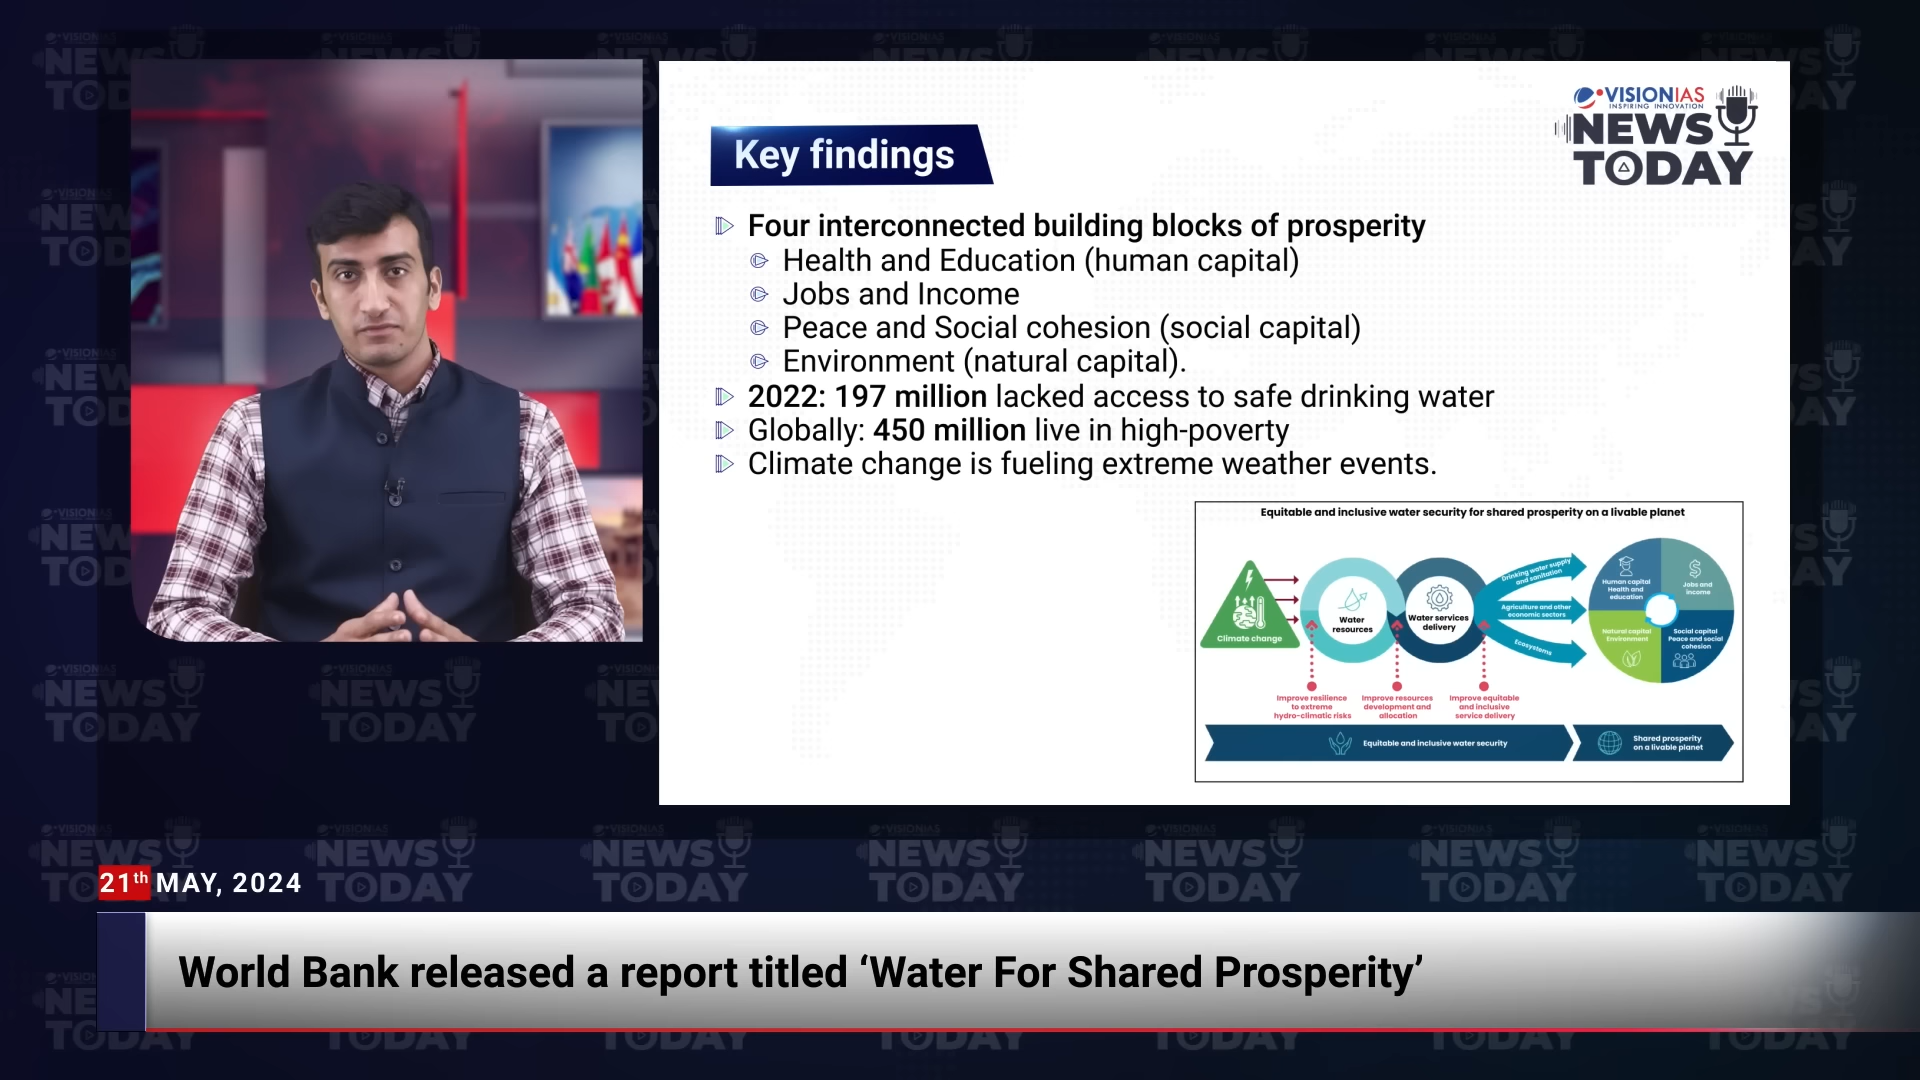 VISIONIAS
INSPIRING INNOVATION
NEWS
TODAY
Key findings
Four interconnected building blocks of prosperity
Health and Education (human capital)
Jobs and Income
Peace and Social cohesion (social capital)
Environment (natural capital).
2022: 197 million lacked access to safe drinking water
Globally: 450 million live in high-poverty
Climate change is fueling extreme weather events.
Equitable and inclusive water security for shared prosperity on a livable planet
Climate change
Water
resources
Water services
delivery
Drinking water supply
and sanitation
Agriculture and other
economic sectors
Ecosystems
Human capital
Health and
education
Jobs and
income
Natural capital
Environment
Social capital
Peace and social
cohesion
Improve resilience
to extreme
hydro-climatic risks
Improve resources
development and
allocation
Improve equitable
and inclusive
service delivery
Equitable and inclusive water security
Shared prosperity
on a livable planet
21th MAY, 2024
World Bank released a report titled ‘Water For Shared Prosperity’